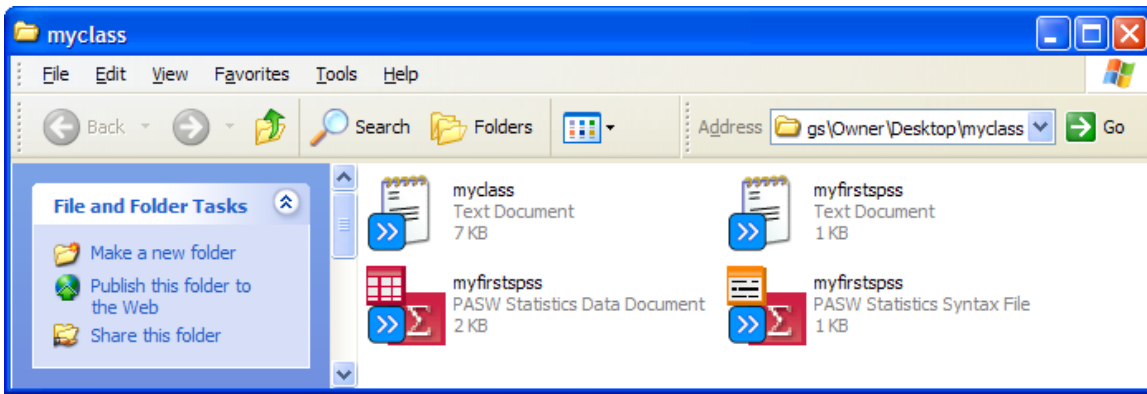 myclass
File Edit View Favorites Tools Help
Back Search Folders Address gs\Owner\Desktop\myclass Go
File and Folder Tasks
Make a new folder
Publish this folder to
the Web
Share this folder
myclass
Text Document
7 KB
myfirstspss
Text Document
1 KB
myfirstspss
PASW Statistics Data Document
2 KB
myfirstspss
PASW Statistics Syntax File
1 KB